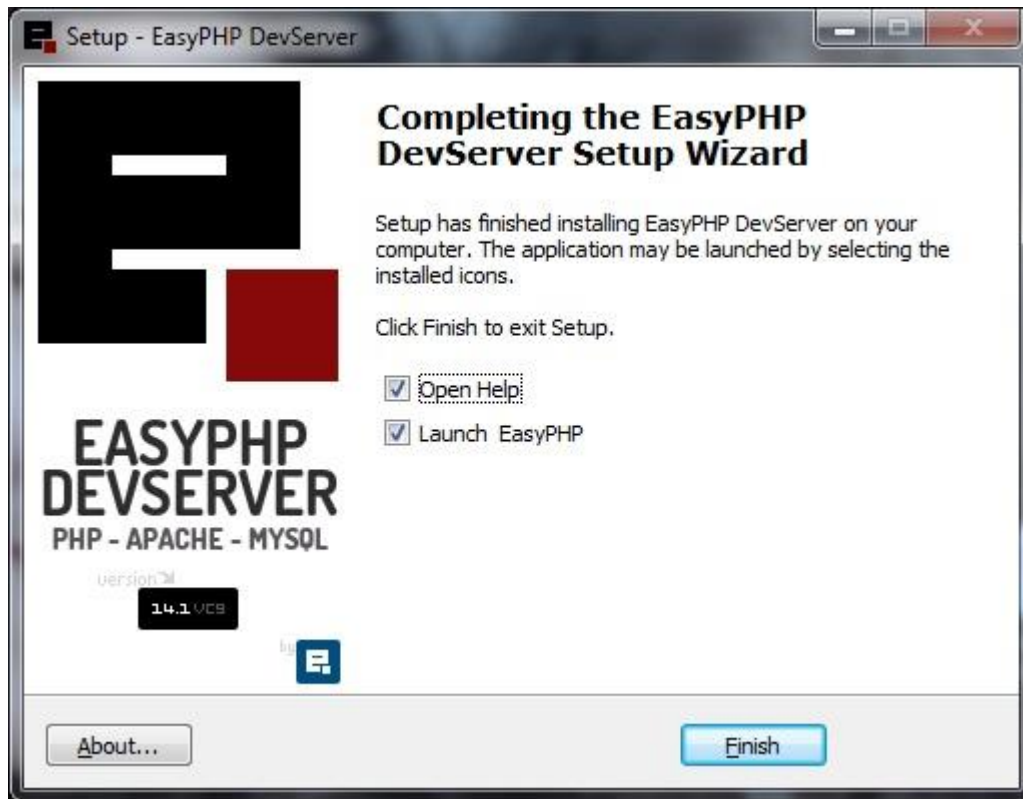 Setup - EasyPHP DevServer
Completing the EasyPHP
DevServer Setup Wizard
Setup has finished installing EasyPHP DevServer on your
computer. The application may be launched by selecting the
installed icons.
Click Finish to exit Setup.
Open Help
Launch EasyPHP
EASYPHP
DEVSERVER
PHP - APACHE - MYSQL
version
14.1 VC9
by
About...
Finish